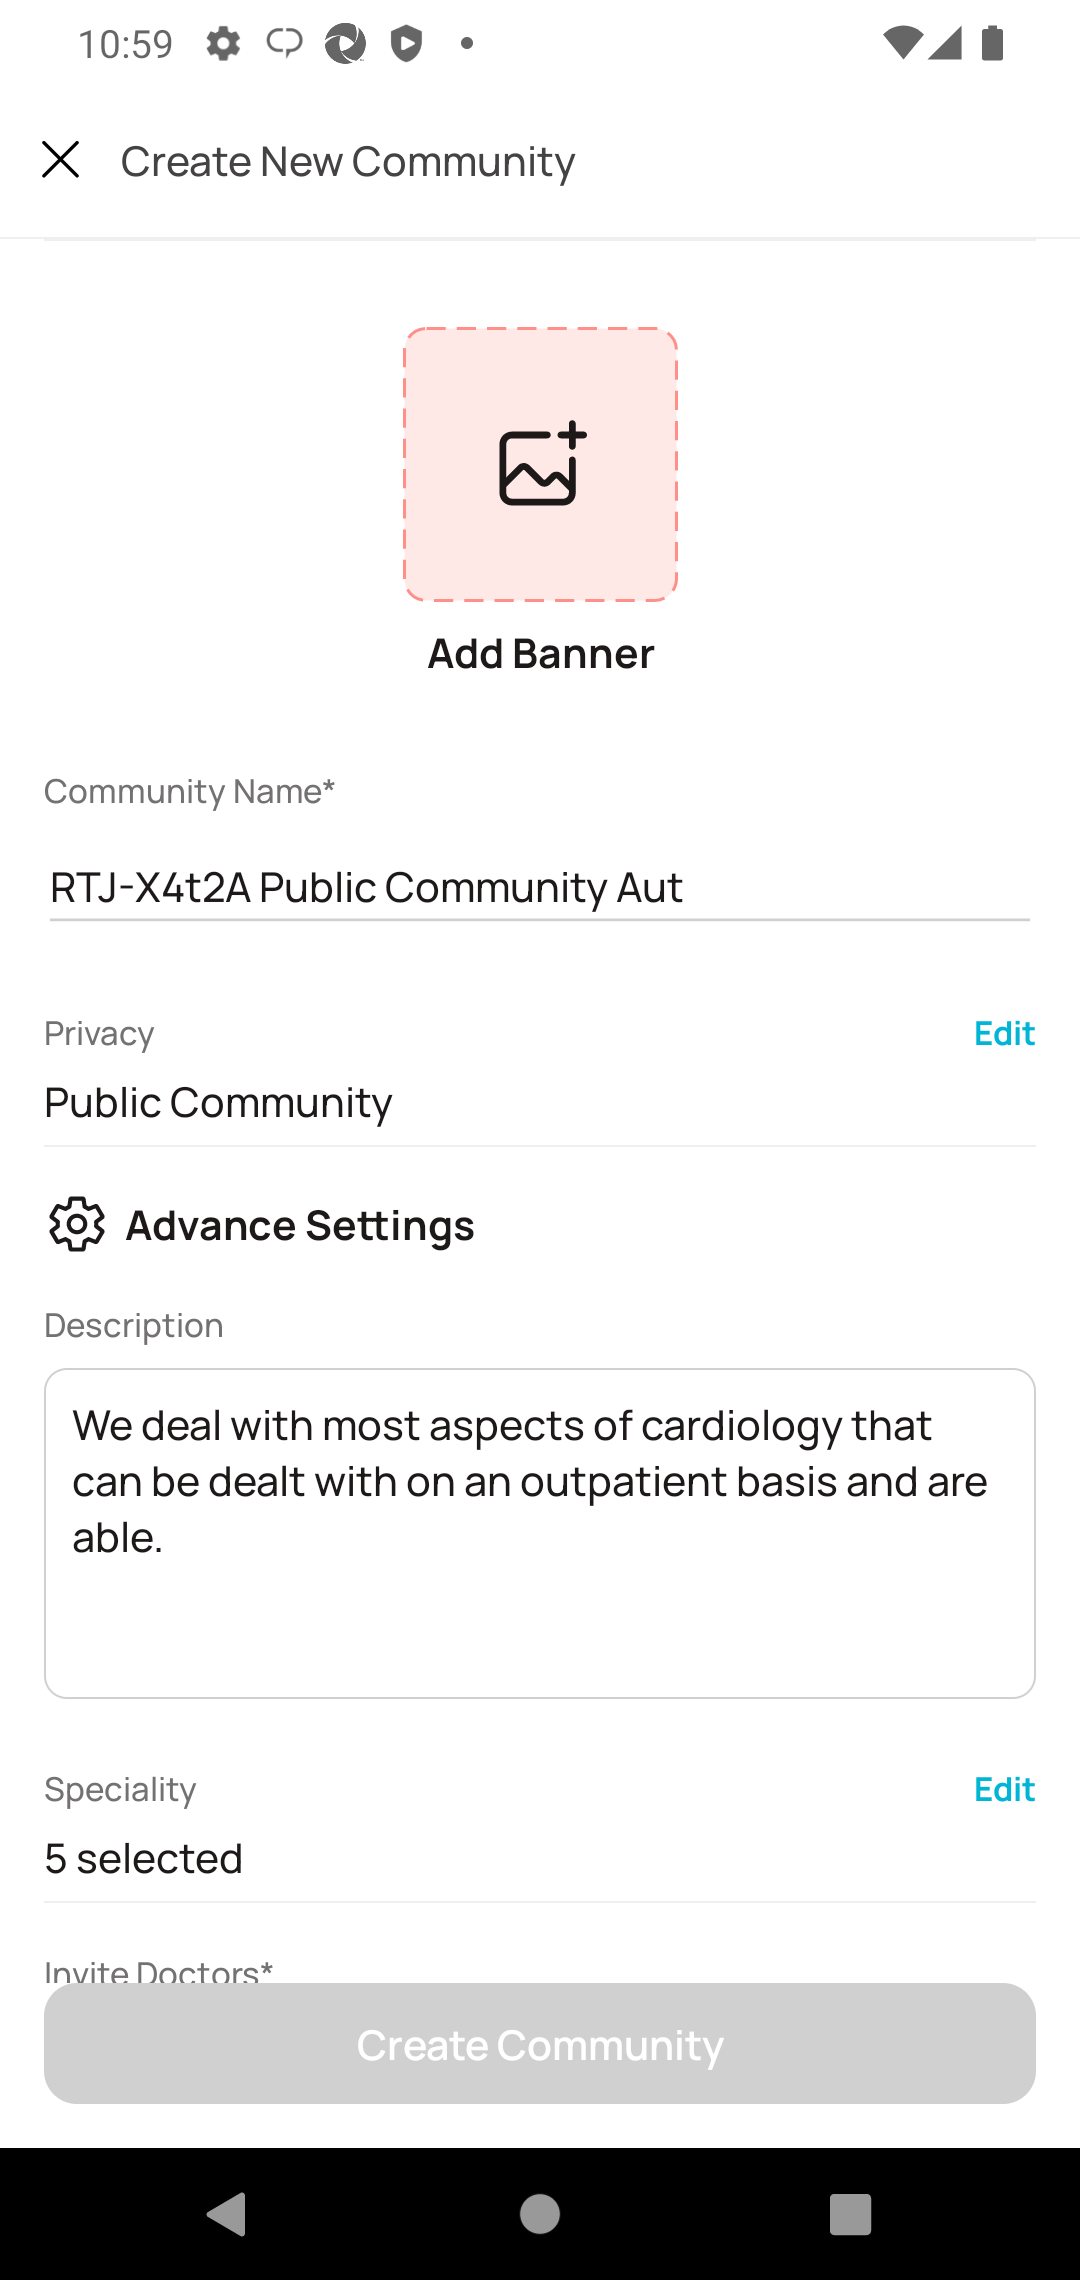 10:59
Create New Community
Add Banner
Community Name*
RTJ-X4t2A Public Community Aut
Privacy
Edit
Public Community
Advance Settings
Description
We deal with most aspects of cardiology that
can be dealt with on an outpatient basis and are
able.
Speciality
Edit
5 selected
Invite Doctors*
Create Community